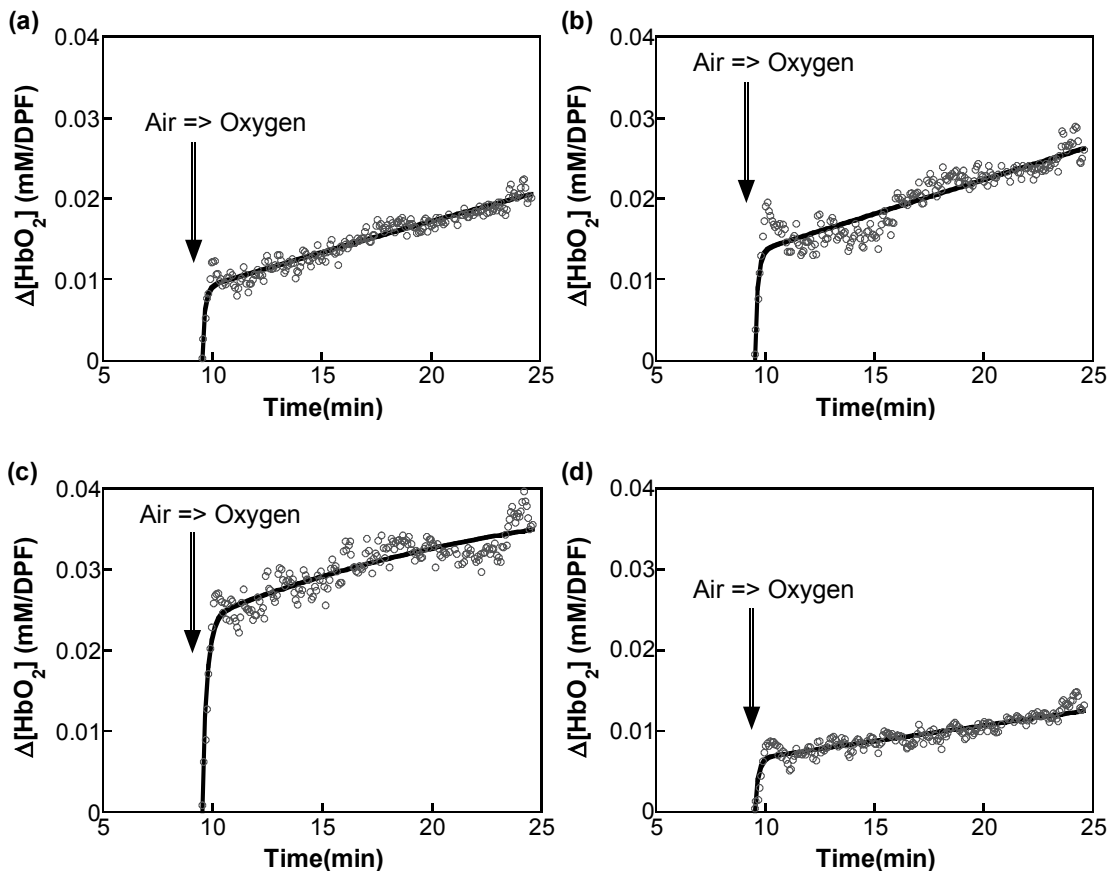 (a)
0.04
0.03
0.02
0.01
0
Δ[HbO₂] (mM/DPF)
Air => Oxygen
5 10 15 20 25
Time(min)
(b)
0.04
0.03
0.02
0.01
0
Δ[HbO₂] (mM/DPF)
Air => Oxygen
5 10 15 20 25
Time(min)
(c)
0.04
0.03
0.02
0.01
0
Δ[HbO₂] (mM/DPF)
Air => Oxygen
5 10 15 20 25
Time(min)
(d)
0.04
0.03
0.02
0.01
0
Δ[HbO₂] (mM/DPF)
Air => Oxygen
5 10 15 20 25
Time(min)